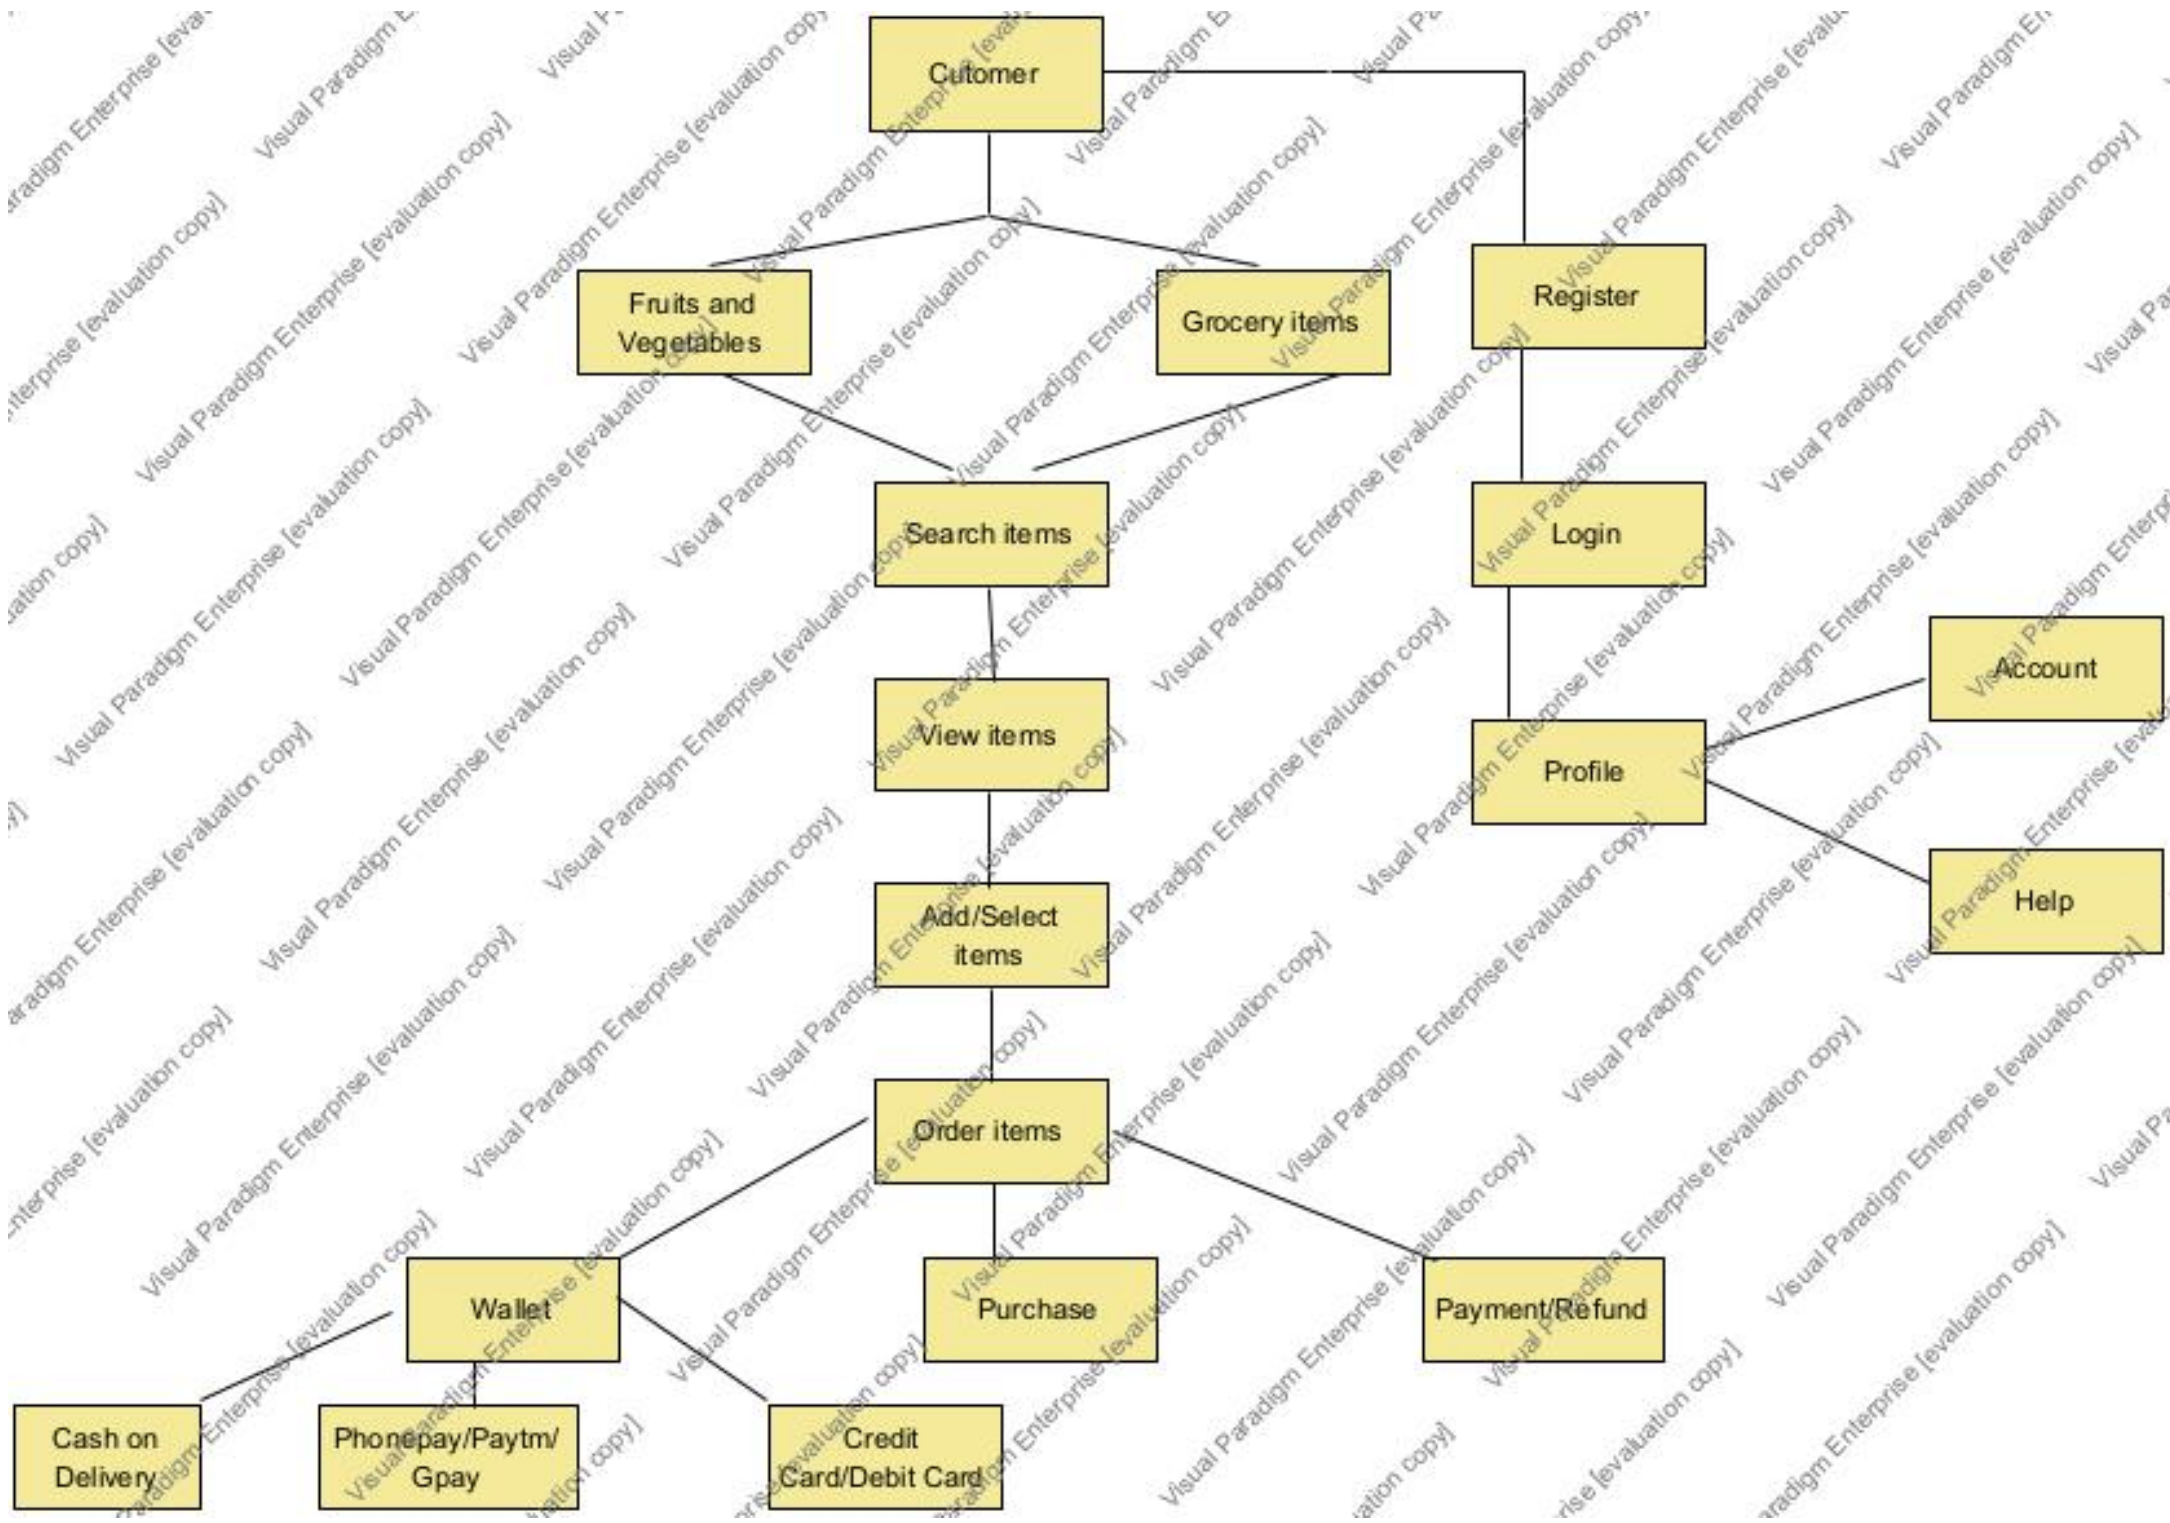 Cutomer
Fruits and
Vegetables
Grocery items
Register
Search items
Login
Account
View items
Profile
Help
Add/Select
items
Order items
Wallet
Purchase
Payment/Refund
Cash on
Delivery
Phonepay/Paytm/
Gpay
Credit
Card/Debit Card
Visual Paradigm Enterprise [evaluation copy]